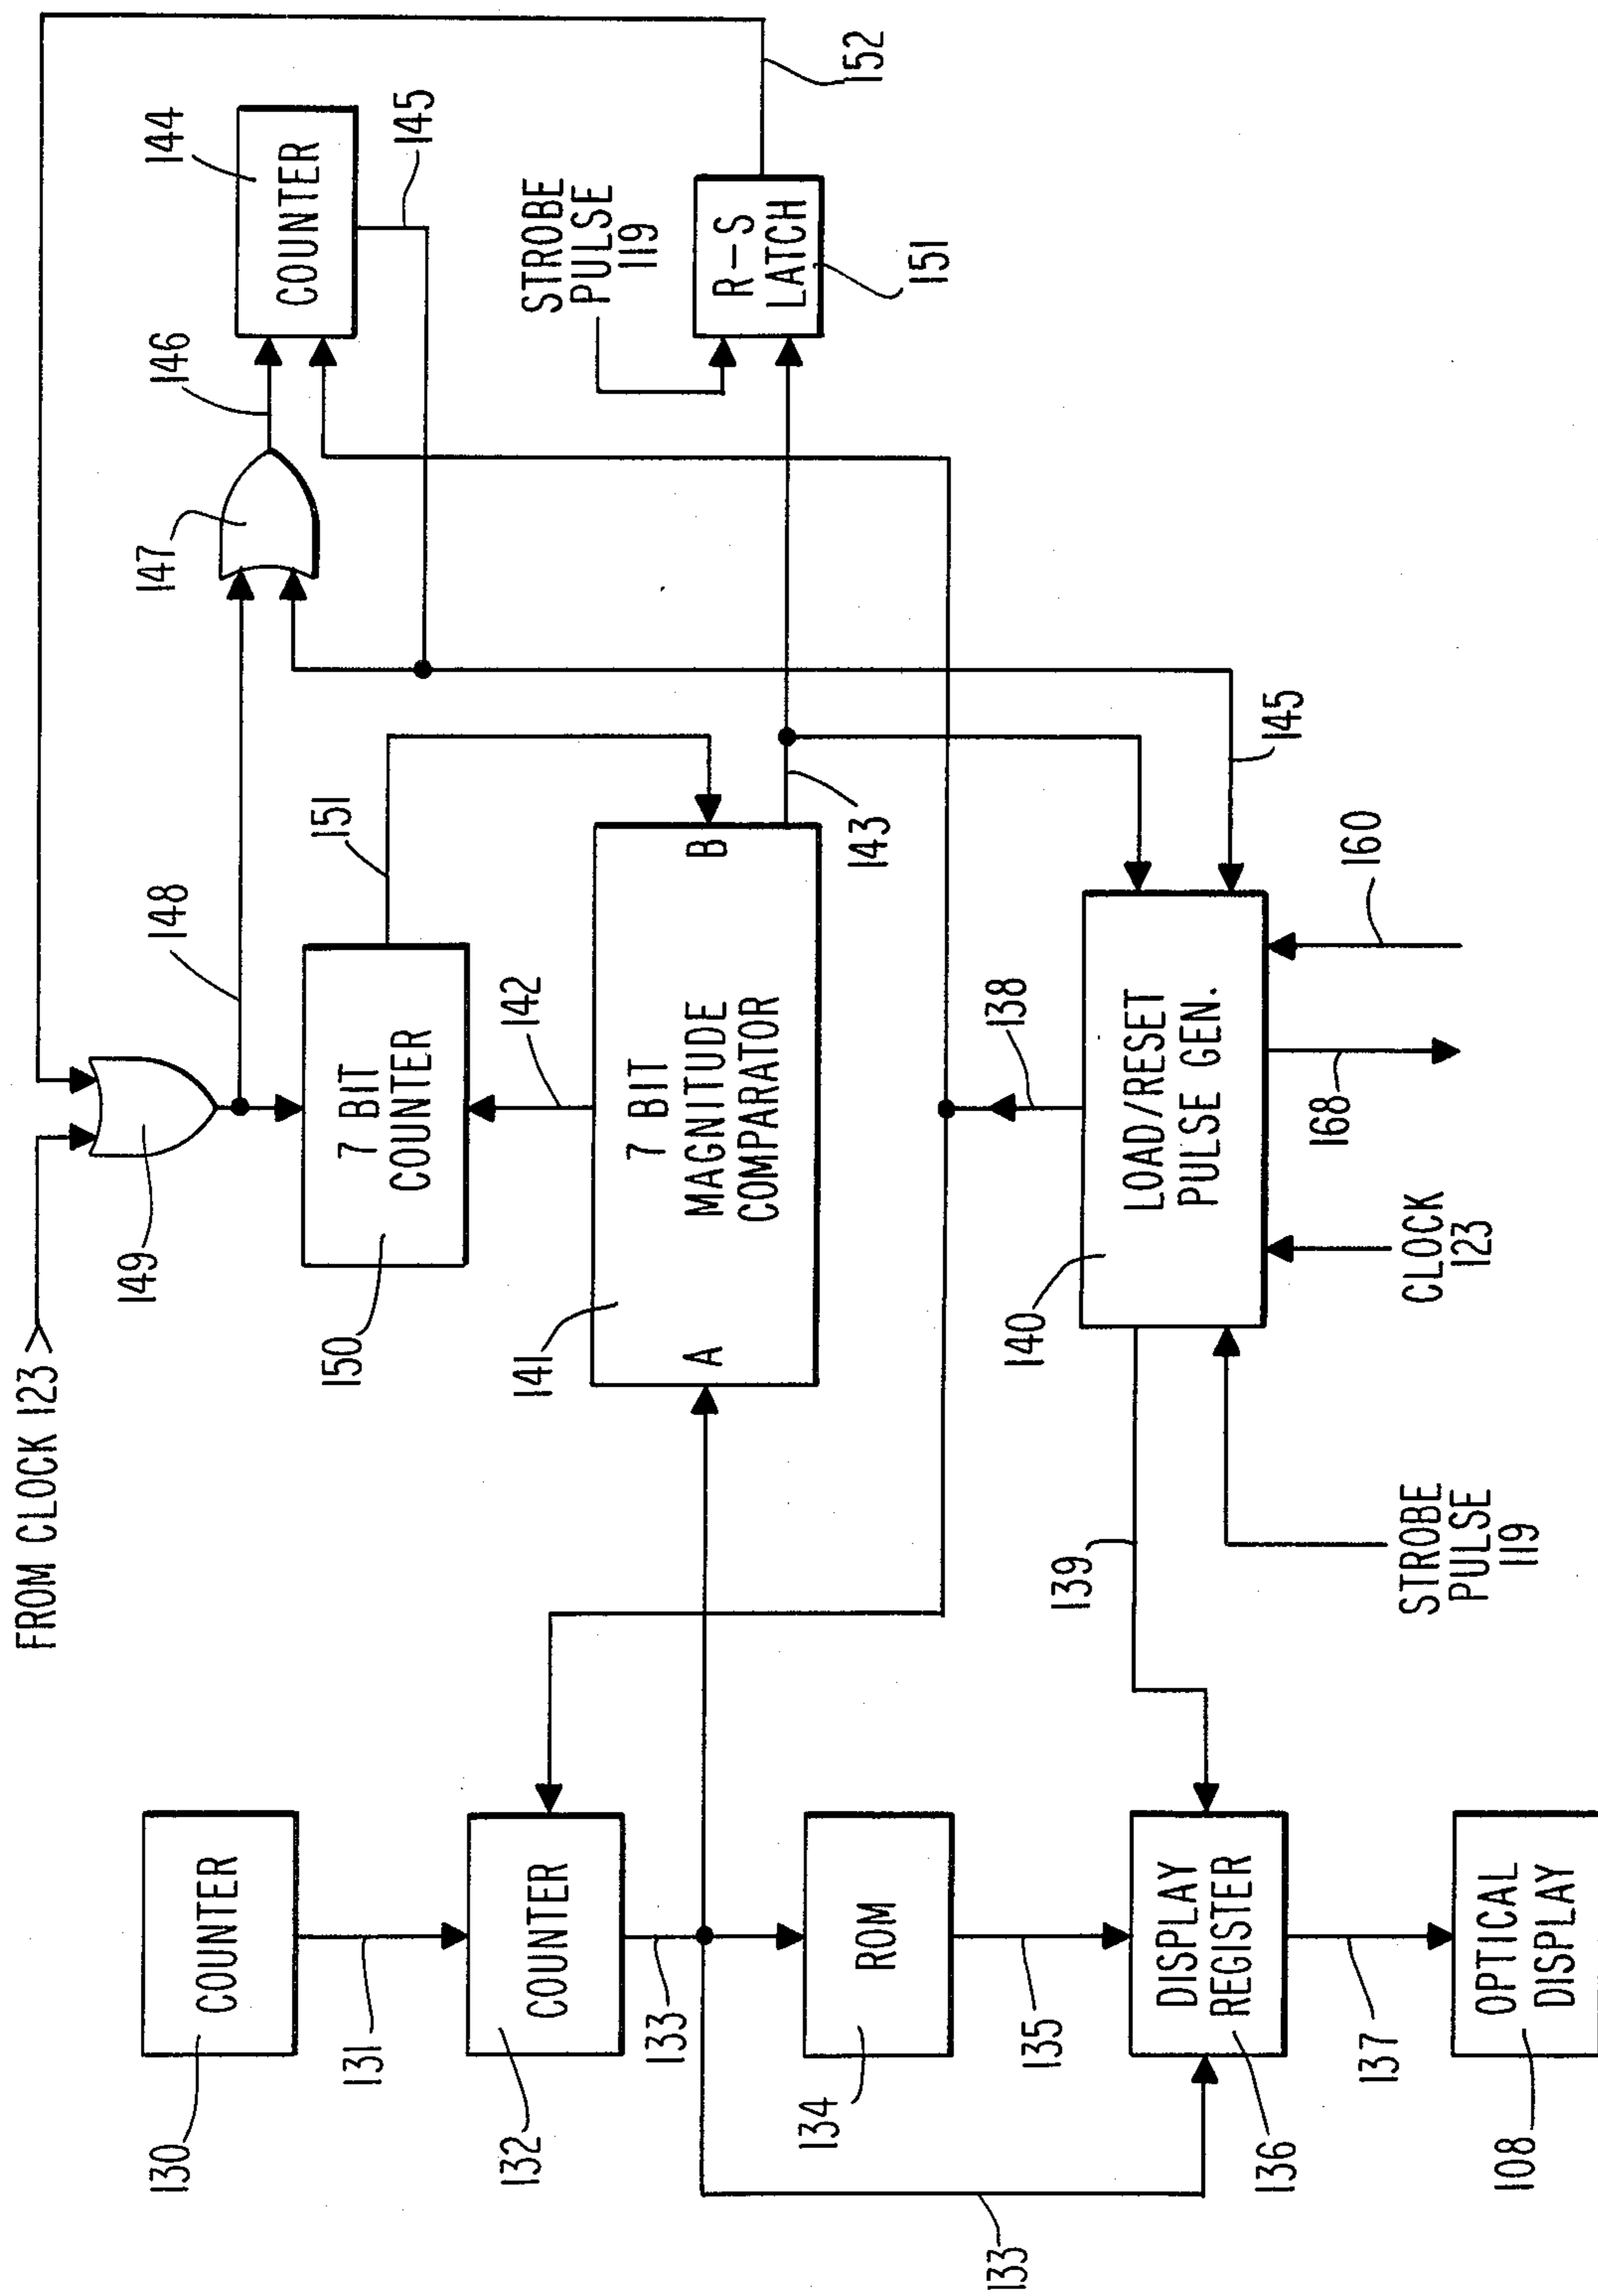 FROM CLOCK 123
149
148
147
146
144
COUNTER
145
152
STROBE
PULSE
119
R-S
LATCH
151
150
7 BIT
COUNTER
151
142
141
A
7 BIT
MAGNITUDE
COMPARATOR
B
143
138
140
LOAD/RESET
PULSE GEN.
145
160
168
CLOCK
123
STROBE
PULSE
119
139
130
COUNTER
131
132
COUNTER
133
134
ROM
135
133
136
DISPLAY
REGISTER
137
108
OPTICAL
DISPLAY